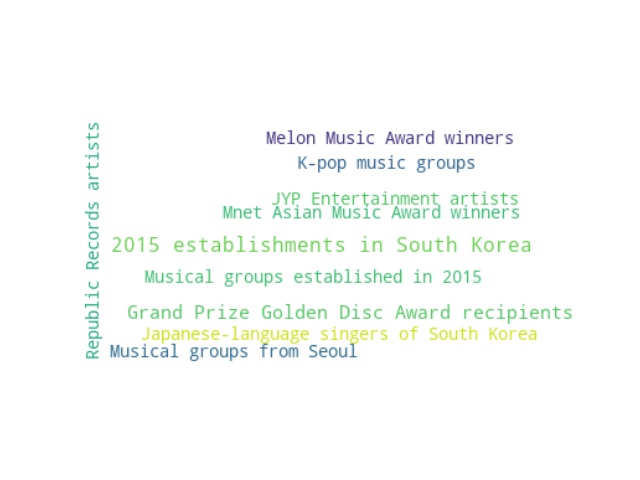 Republic Records artists
Melon Music Award winners
K-pop music groups
JYP Entertainment artists
Mnet Asian Music Award winners
2015 establishments in South Korea
Musical groups established in 2015
Grand Prize Golden Disc Award recipients
Japanese-language singers of South Korea
Musical groups from Seoul